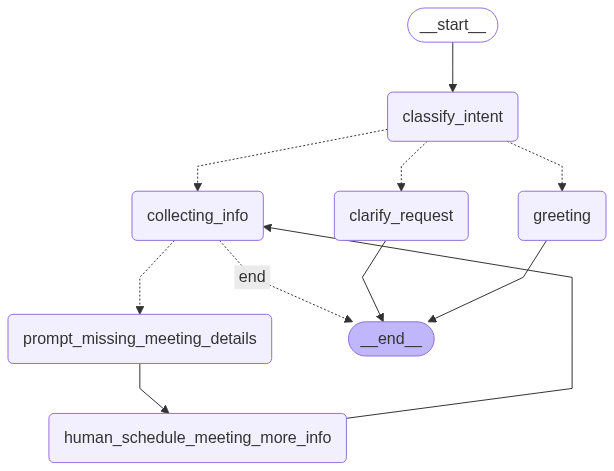 __start__
classify_intent
collecting_info
clarify_request
greeting
end
prompt_missing_meeting_details
__end__
human_schedule_meeting_more_info